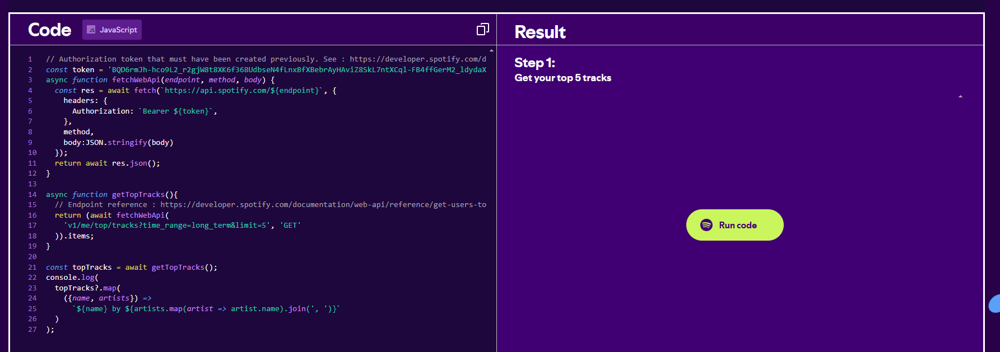 Code
JS JavaScript
1 // Authorization token that must have been created previously. See : https://developer.spotify.com/d
2 const token = 'BQD6rmJh-hco9L2_r2gjW8t8XK6f368UdbseN4fLnxBfXBebrAyHAviZ8SkL7ntXCql-FB4ffGerM2_ldydaX
3 async function fetchWebApi(endpoint, method, body) {
4 const res = await fetch(`https://api.spotify.com/${endpoint}`, {
5 headers: {
6 Authorization: `Bearer ${token}`,
7 },
8 method,
9 body:JSON.stringify(body)
10 });
11 return await res.json();
12 }
13
14 async function getTopTracks(){
15 // Endpoint reference : https://developer.spotify.com/documentation/web-api/reference/get-users-to
16 return (await fetchWebApi(
17 'v1/me/top/tracks?time_range=long_term&limit=5', 'GET'
18 )).items;
19 }
20
21 const topTracks = await getTopTracks();
22 console.log(
23 topTracks?.map(
24 ({name, artists}) =>
25 `${name} by ${artists.map(artist => artist.name).join(', ')}`
26 )
27 );
Result
Step 1:
Get your top 5 tracks
Run code